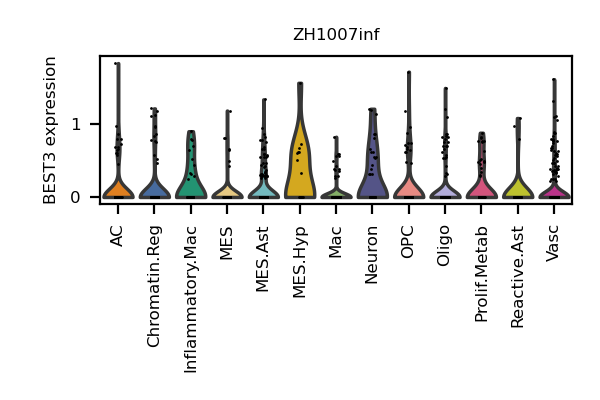 ZH1007inf
BEST3 expression
1
0
AC
Chromatin.Reg
Inflammatory.Mac
MES
MES.Ast
MES.Hyp
Mac
Neuron
OPC
Oligo
Prolif.Metab
Reactive.Ast
Vasc